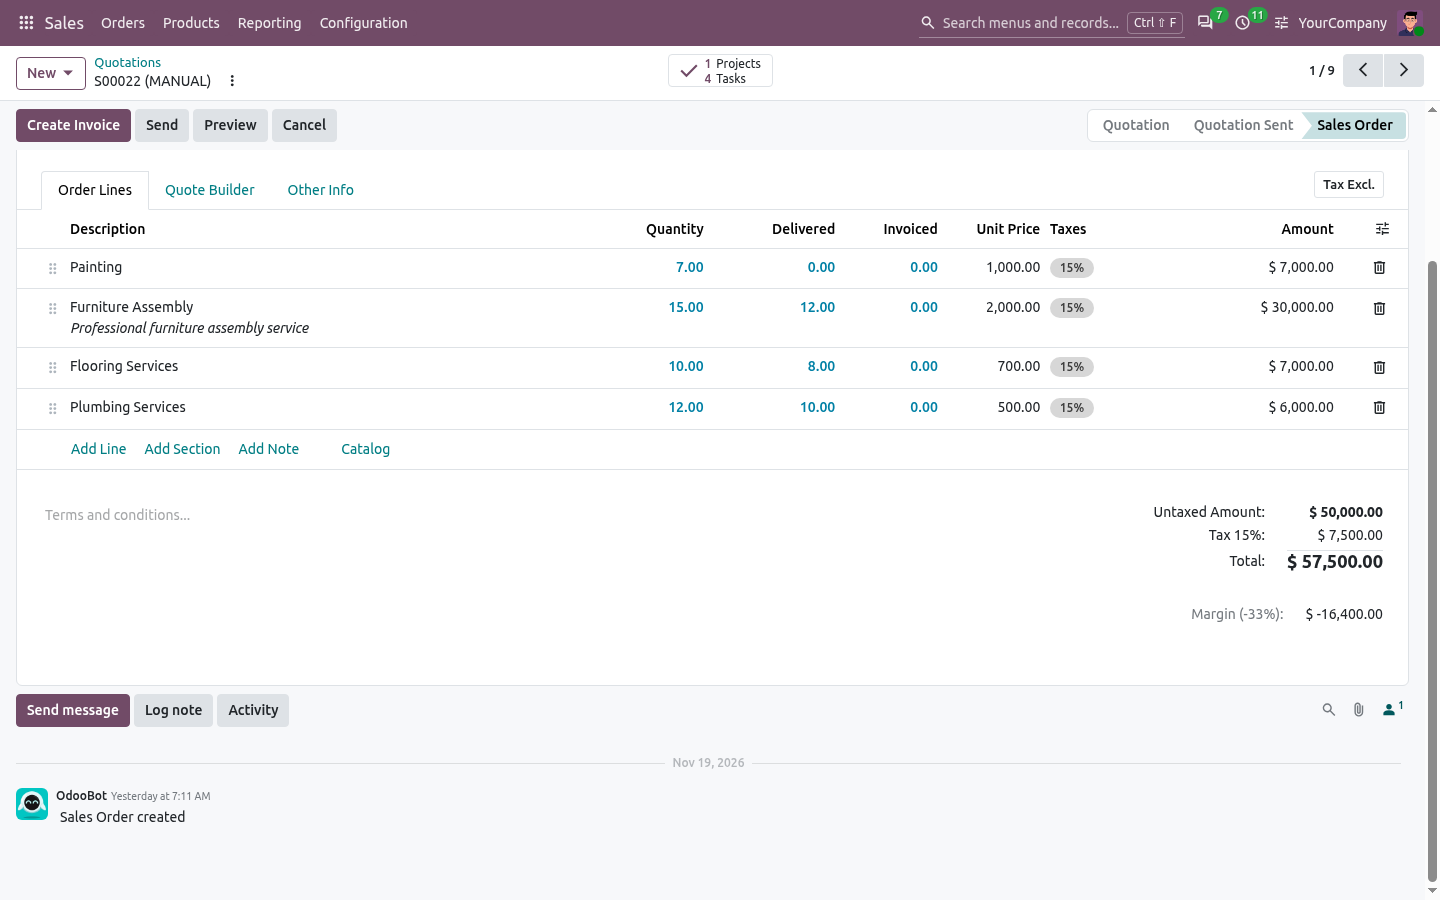 Sales Orders Products Reporting Configuration Search menus and records... Ctrl ⇧ F 7 11 YourCompany
New Quotations
S00022 (MANUAL)
1 Projects
4 Tasks
1 / 9
Create Invoice Send Preview Cancel Quotation Quotation Sent Sales Order
Order Lines Quote Builder Other Info Tax Excl.
Description Quantity Delivered Invoiced Unit Price Taxes Amount
Painting 7.00 0.00 0.00 1,000.00 15% $ 7,000.00
Furniture Assembly 15.00 12.00 0.00 2,000.00 15% $ 30,000.00
Professional furniture assembly service
Flooring Services 10.00 8.00 0.00 700.00 15% $ 7,000.00
Plumbing Services 12.00 10.00 0.00 500.00 15% $ 6,000.00
Add Line Add Section Add Note Catalog
Terms and conditions...
Untaxed Amount: $ 50,000.00
Tax 15%: $ 7,500.00
Total: $ 57,500.00
Margin (-33%): $ -16,400.00
Send message Log note Activity 1
Nov 19, 2026
OdooBot Yesterday at 7:11 AM
Sales Order created